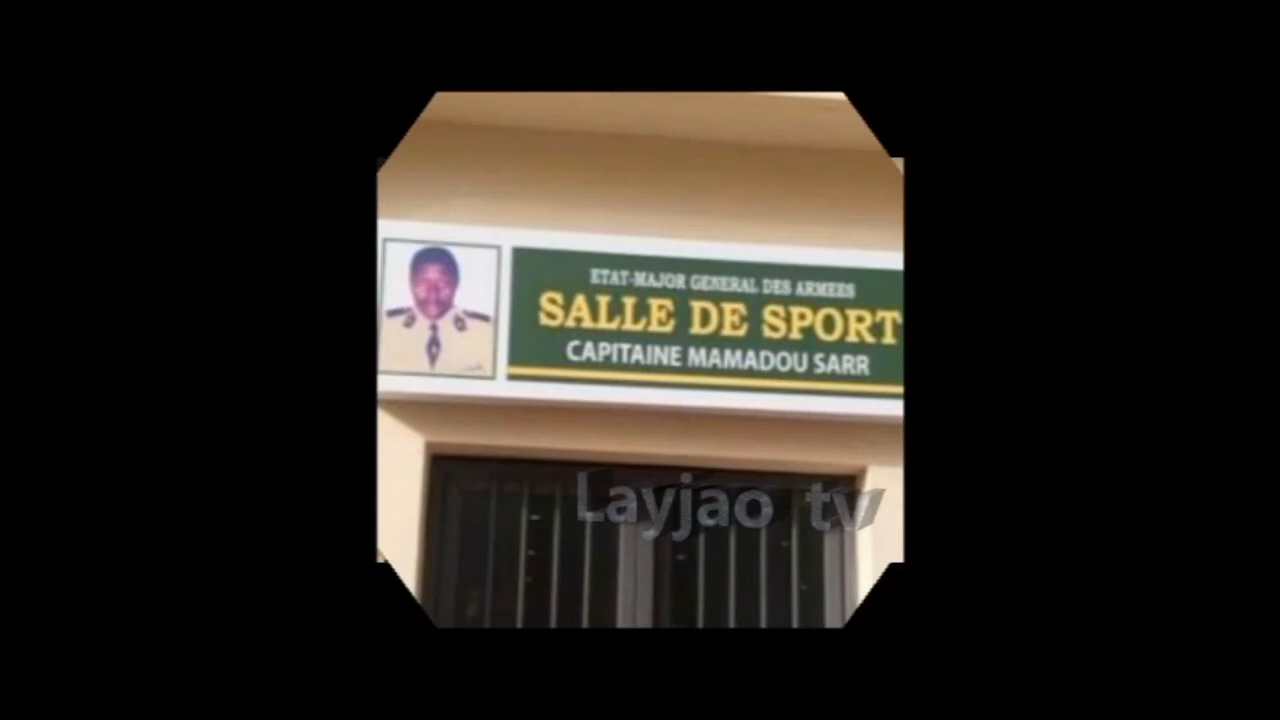 ETAT-MAJOR GENERAL DES ARMEES
SALLE DE SPORT
CAPITAINE MAMADOU SARR
Layjao tv